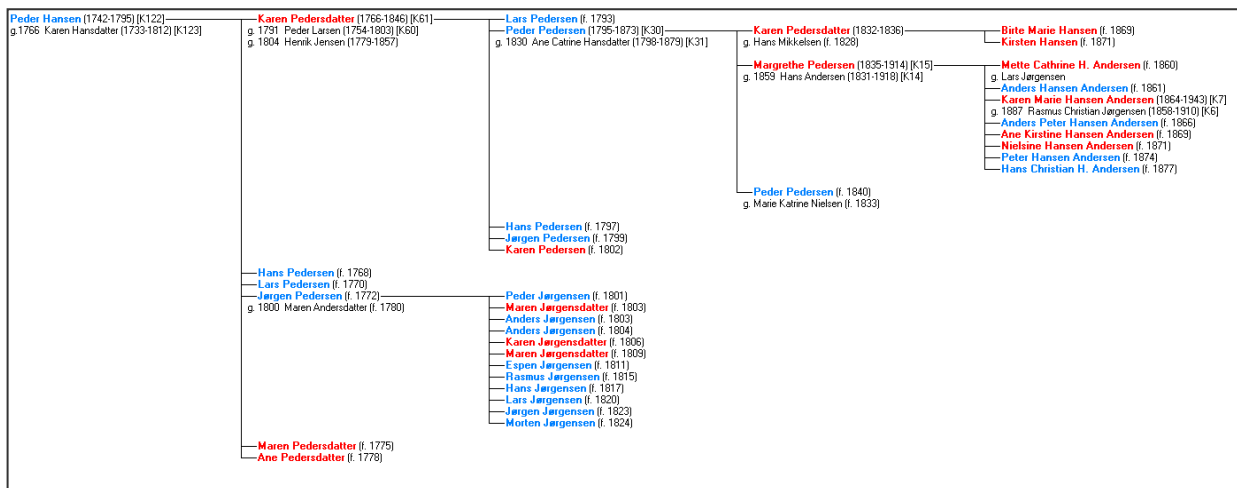 Peder Hansen (1742-1795) [K122]
g.1766 Karen Hansdatter (1733-1812) [K123]
Karen Pedersdatter (1766-1846) [K61]
g. 1791 Peder Larsen (1754-1803) [K60]
g. 1804 Henrik Jensen (1779-1857)
Lars Pedersen (f. 1793)
Peder Pedersen (1795-1873) [K30]
g. 1830 Ane Catrine Hansdatter (1798-1879) [K31]
Karen Pedersdatter (1832-1836)
g. Hans Mikkelsen (f. 1828)
Birte Marie Hansen (f. 1869)
Kirsten Hansen (f. 1871)
Margrethe Pedersen (1835-1914) [K15]
g. 1859 Hans Andersen (1831-1918) [K14]
Mette Cathrine H. Andersen (f. 1860)
g. Lars Jørgensen
Anders Hansen Andersen (f. 1861)
Karen Marie Hansen Andersen (1864-1943) [K7]
g. 1887 Rasmus Christian Jørgensen (1858-1910) [K6]
Anders Peter Hansen Andersen (f. 1866)
Ane Kirstine Hansen Andersen (f. 1869)
Nielsine Hansen Andersen (f. 1871)
Peter Hansen Andersen (f. 1874)
Hans Christian H. Andersen (f. 1877)
Peder Pedersen (f. 1840)
g. Marie Katrine Nielsen (f. 1833)
Hans Pedersen (f. 1797)
Jørgen Pedersen (f. 1799)
Karen Pedersen (f. 1802)
Hans Pedersen (f. 1768)
Lars Pedersen (f. 1770)
Jørgen Pedersen (f. 1772)
g. 1800 Maren Andersdatter (f. 1780)
Peder Jørgensen (f. 1801)
Maren Jørgensdatter (f. 1803)
Anders Jørgensen (f. 1803)
Anders Jørgensen (f. 1804)
Karen Jørgensdatter (f. 1806)
Maren Jørgensdatter (f. 1809)
Espen Jørgensen (f. 1811)
Rasmus Jørgensen (f. 1815)
Hans Jørgensen (f. 1817)
Lars Jørgensen (f. 1820)
Jørgen Jørgensen (f. 1823)
Morten Jørgensen (f. 1824)
Maren Pedersdatter (f. 1775)
Ane Pedersdatter (f. 1778)